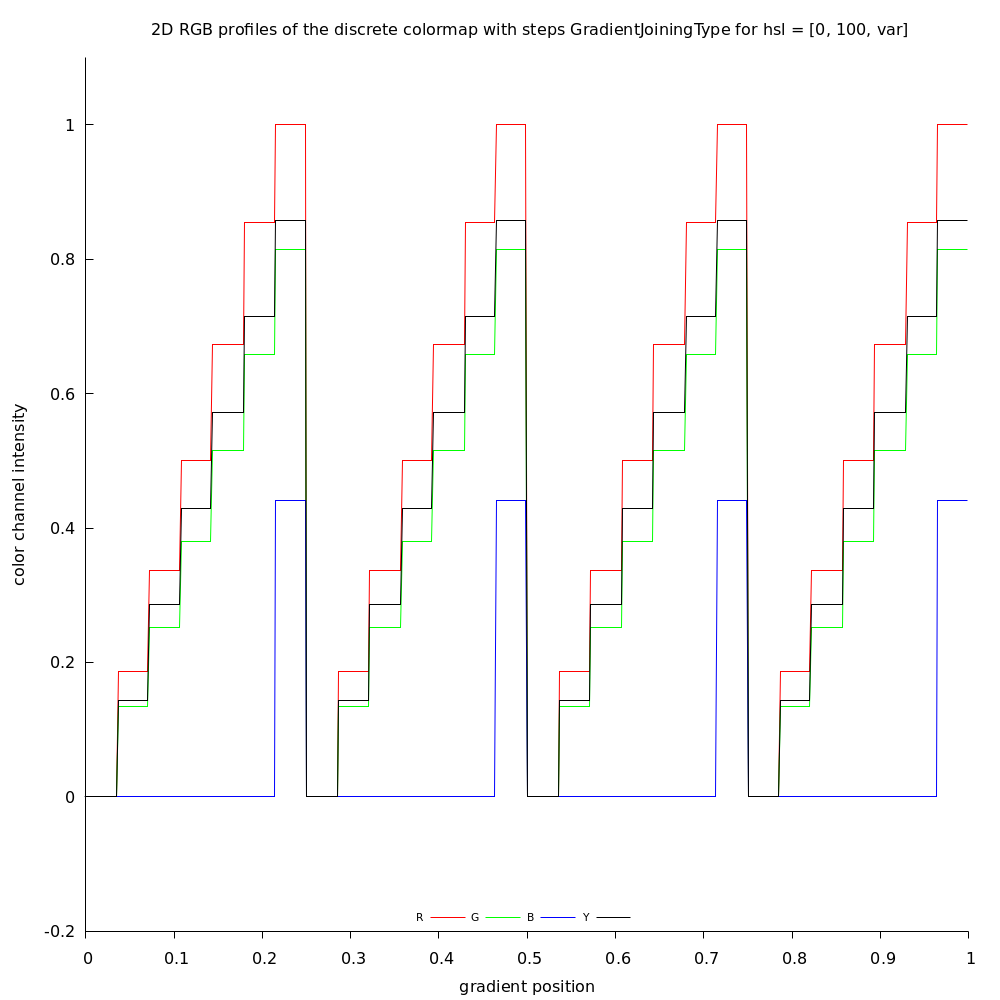 2D RGB profiles of the discrete colormap with steps GradientJoiningType for hsl = [0, 100, var]
1
0.8
0.6
0.4
0.2
0
-0.2
color channel intensity
R G B Y
0 0.1 0.2 0.3 0.4 0.5 0.6 0.7 0.8 0.9 1
gradient position